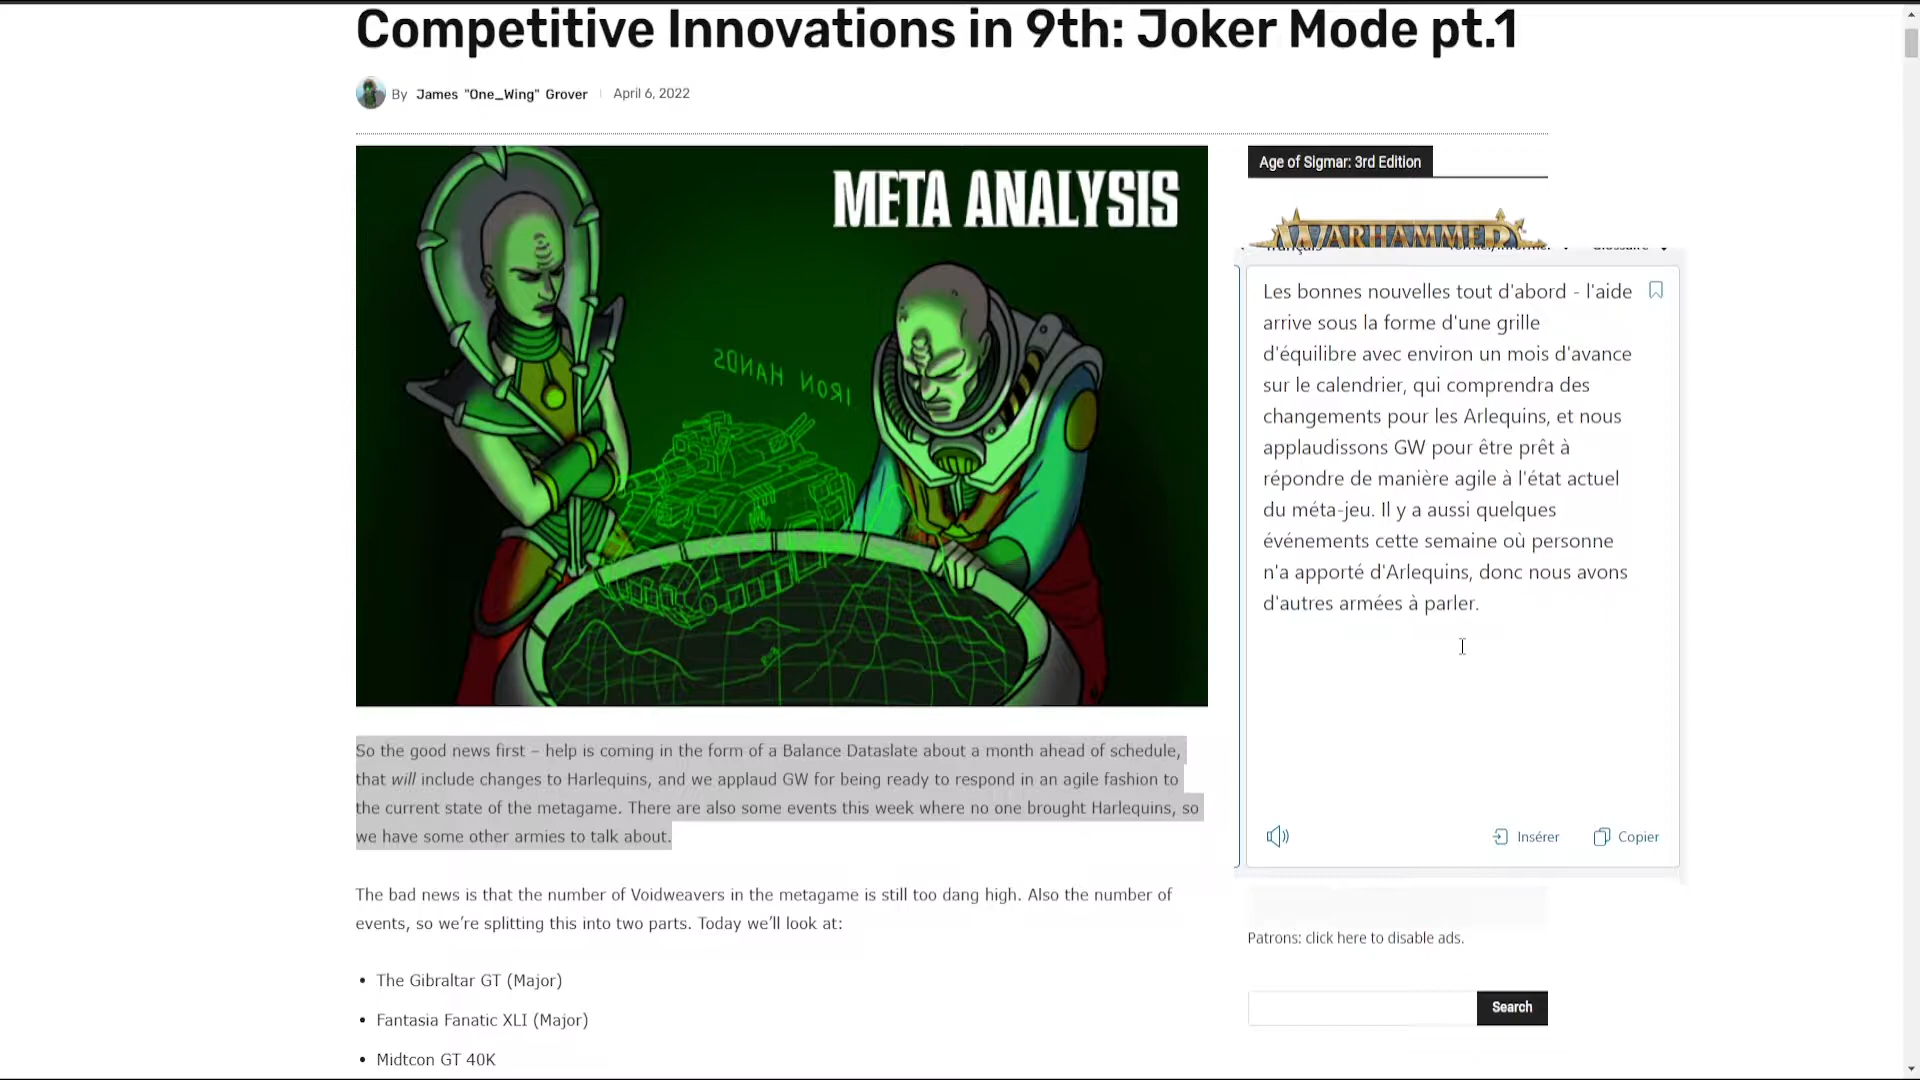 Competitive Innovations in 9th: Joker Mode pt.1
By James "One_Wing" Grover
April 6, 2022
META ANALYSIS
IRON HANDS
Age of Sigmar: 3rd Edition
WARHAMMER
Les bonnes nouvelles tout d'abord - l'aide
arrive sous la forme d'une grille
d'équilibre avec environ un mois d'avance
sur le calendrier, qui comprendra des
changements pour les Arlequins, et nous
applaudissons GW pour être prêt à
répondre de manière agile à l'état actuel
du méta-jeu. Il y a aussi quelques
événements cette semaine où personne
n'a apporté d'Arlequins, donc nous avons
d'autres armées à parler.
Insérer
Copier
So the good news first – help is coming in the form of a Balance Dataslate about a month ahead of schedule,
that will include changes to Harlequins, and we applaud GW for being ready to respond in an agile fashion to
the current state of the metagame. There are also some events this week where no one brought Harlequins, so
we have some other armies to talk about.
The bad news is that the number of Voidweavers in the metagame is still too dang high. Also the number of
events, so we're splitting this into two parts. Today we'll look at:
• The Gibraltar GT (Major)
• Fantasia Fanatic XLI (Major)
• Midtcon GT 40K
Patrons: click here to disable ads.
Search